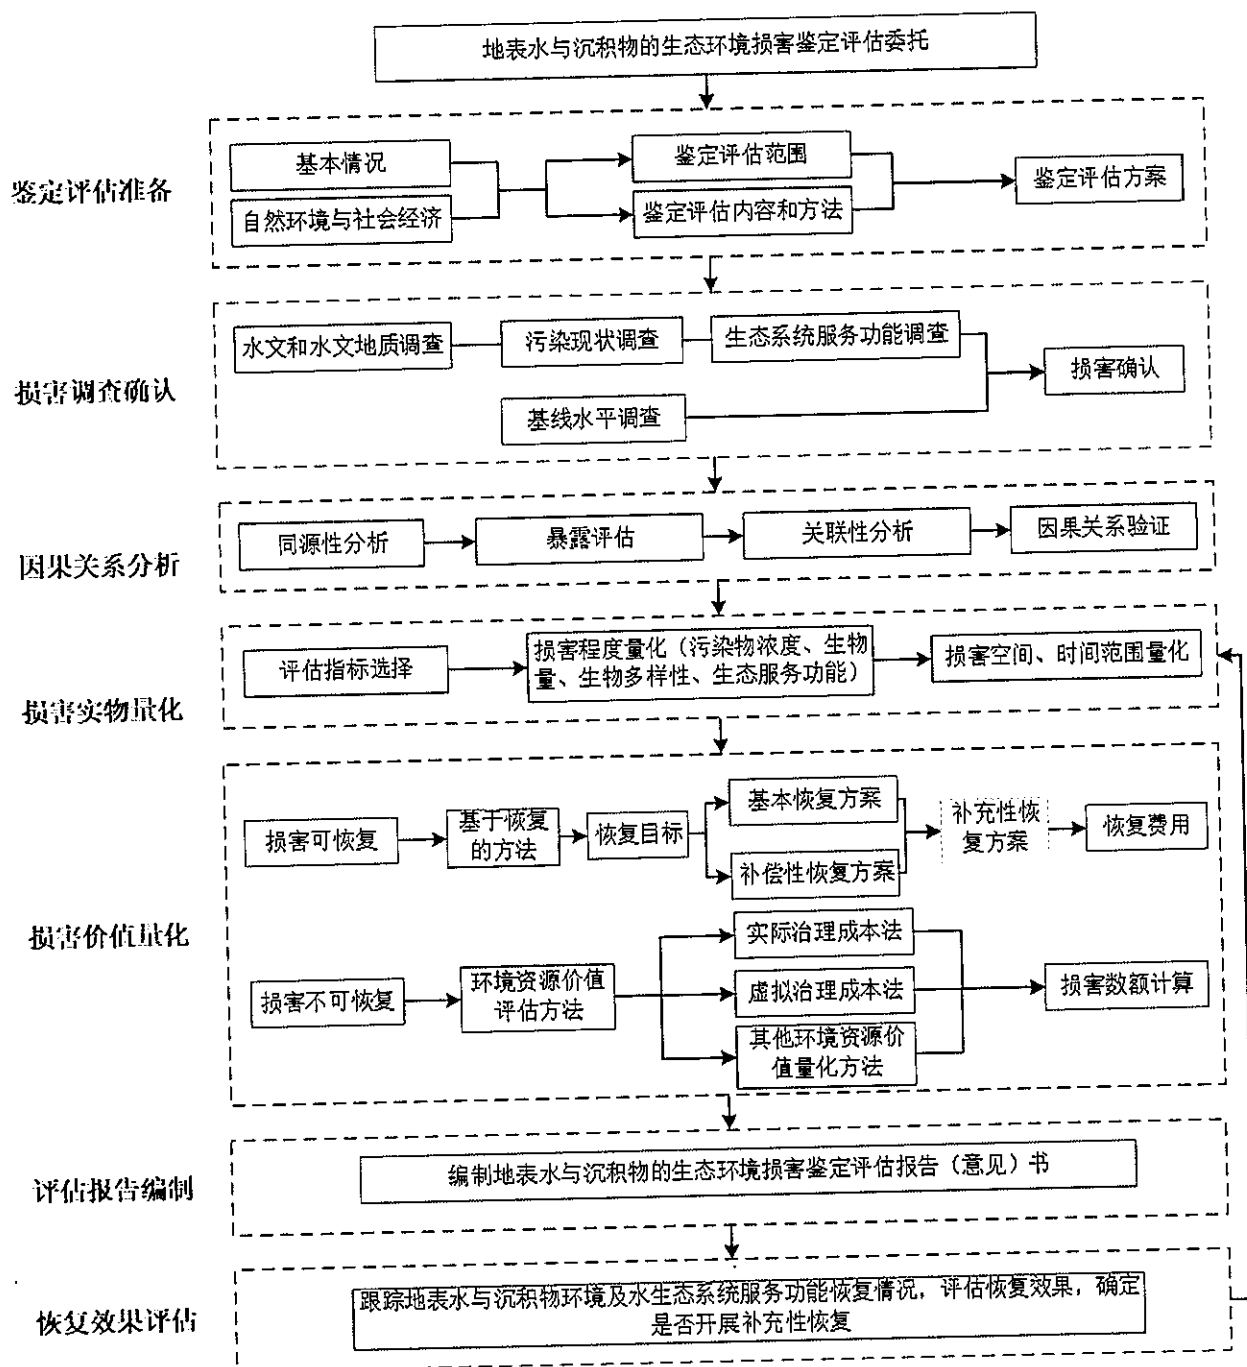 地表水与沉积物的生态环境损害鉴定评估委托
鉴定评估准备
基本情况
自然环境与社会经济
鉴定评估范围
鉴定评估内容和方法
鉴定评估方案
损害调查确认
水文和水文地质调查
污染现状调查
生态系统服务功能调查
基线水平调查
损害确认
因果关系分析
同源性分析
暴露评估
关联性分析
因果关系验证
损害实物量化
评估指标选择
损害程度量化（污染物浓度、生物
量、生物多样性、生态服务功能）
损害空间、时间范围量化
损害价值量化
损害可恢复
基于恢复
的方法
恢复目标
基本恢复方案
补偿性恢复方案
补充性恢
复方案
恢复费用
损害不可恢复
环境资源价值
评估方法
实际治理成本法
虚拟治理成本法
其他环境资源价
值量化方法
损害数额计算
评估报告编制
编制地表水与沉积物的生态环境损害鉴定评估报告（意见）书
恢复效果评估
跟踪地表水与沉积物环境及水生态系统服务功能恢复情况，评估恢复效果，确定
是否开展补充性恢复